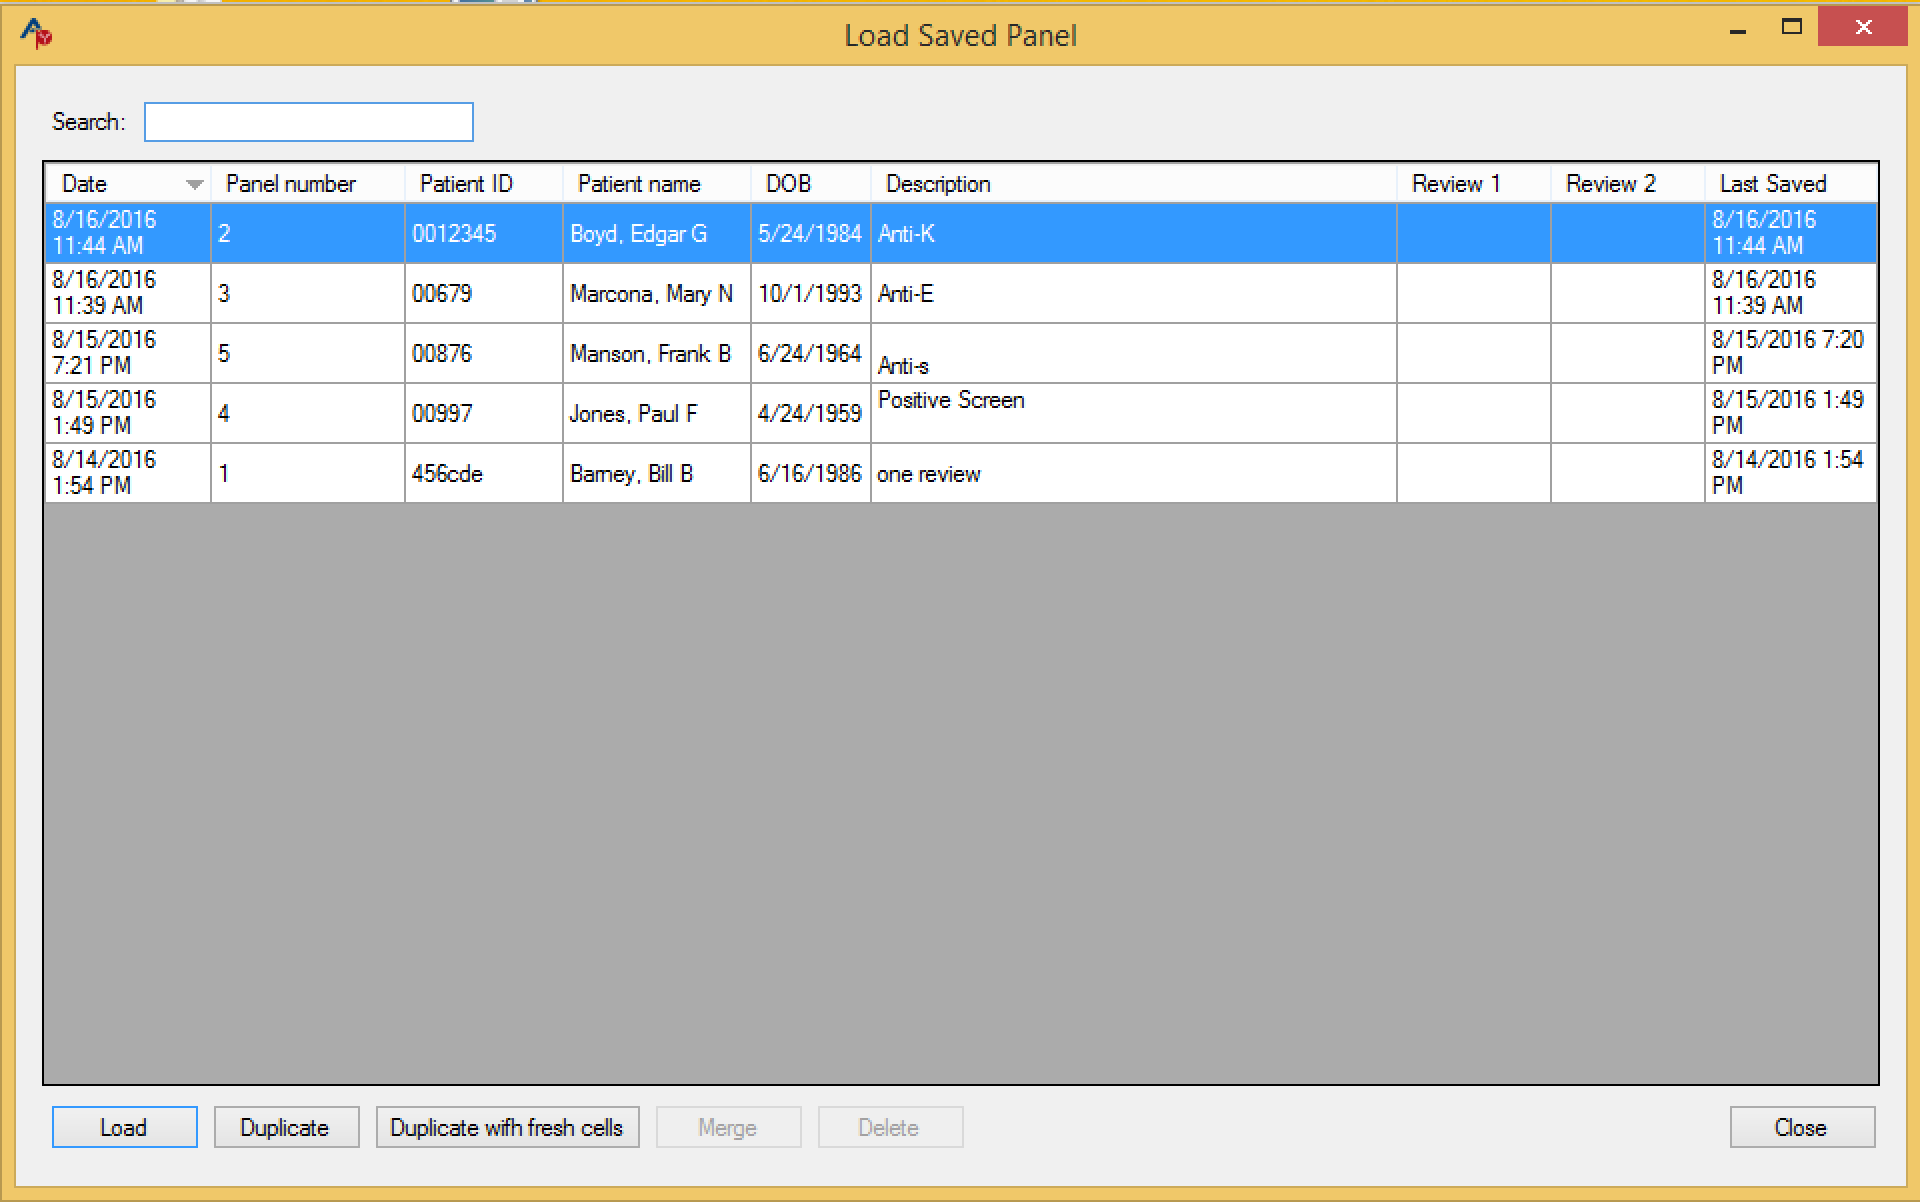 Load Saved Panel
Search:
Date Panel number Patient ID Patient name DOB Description Review 1 Review 2 Last Saved
8/16/2016 11:44 AM 2 0012345 Boyd, Edgar G 5/24/1984 Anti-K 8/16/2016 11:44 AM
8/16/2016 11:39 AM 3 00679 Marcona, Mary N 10/1/1993 Anti-E 8/16/2016 11:39 AM
8/15/2016 7:21 PM 5 00876 Manson, Frank B 6/24/1964 Anti-s 8/15/2016 7:20 PM
8/15/2016 1:49 PM 4 00997 Jones, Paul F 4/24/1959 Positive Screen 8/15/2016 1:49 PM
8/14/2016 1:54 PM 1 456cde Barney, Bill B 6/16/1986 one review 8/14/2016 1:54 PM
Load Duplicate Duplicate wifh fresh cells Merge Delete Close